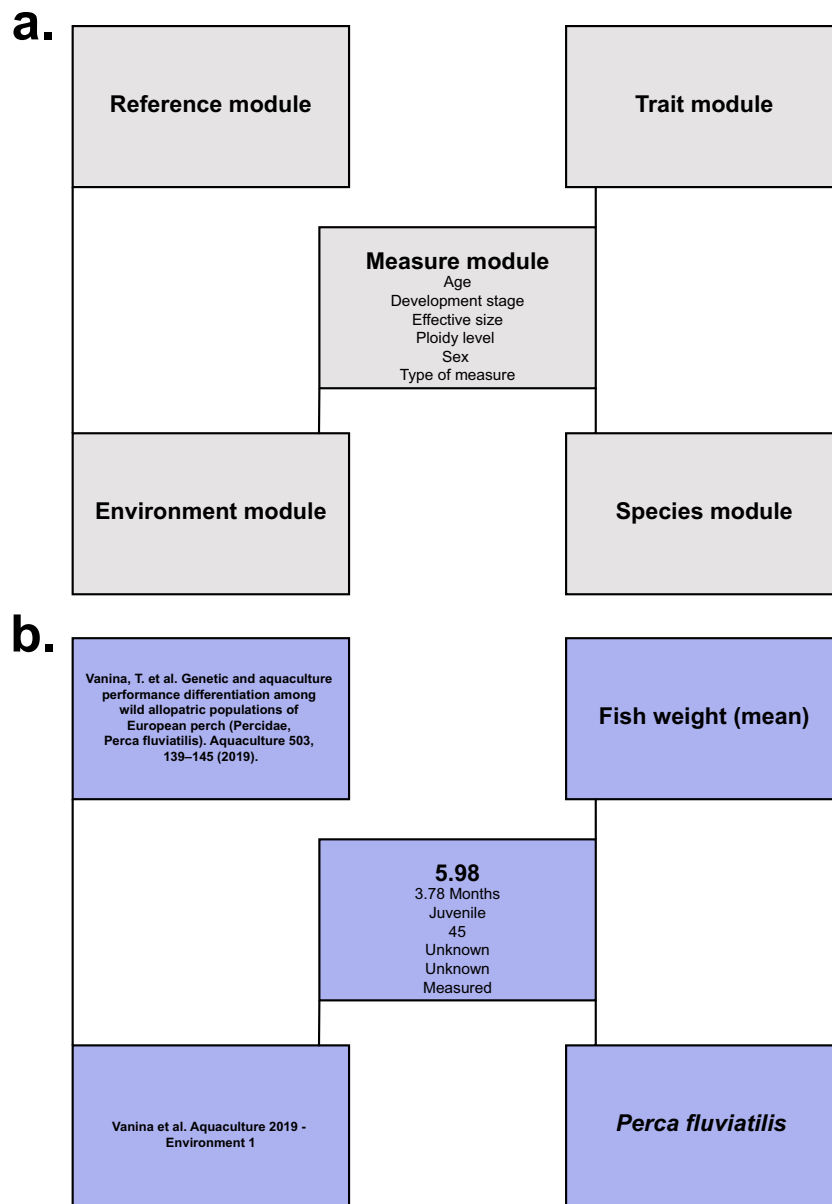 a.
Reference module
Trait module
Measure module
Age
Development stage
Effective size
Ploidy level
Sex
Type of measure
Environment module
Species module
b.
Vanina, T. et al. Genetic and aquaculture
performance differentiation among
wild allopatric populations of
European perch (Percidae,
Perca fluviatilis). Aquaculture 503,
139–145 (2019).
Fish weight (mean)
5.98
3.78 Months
Juvenile
45
Unknown
Unknown
Measured
Vanina et al. Aquaculture 2019 -
Environment 1
Perca fluviatilis